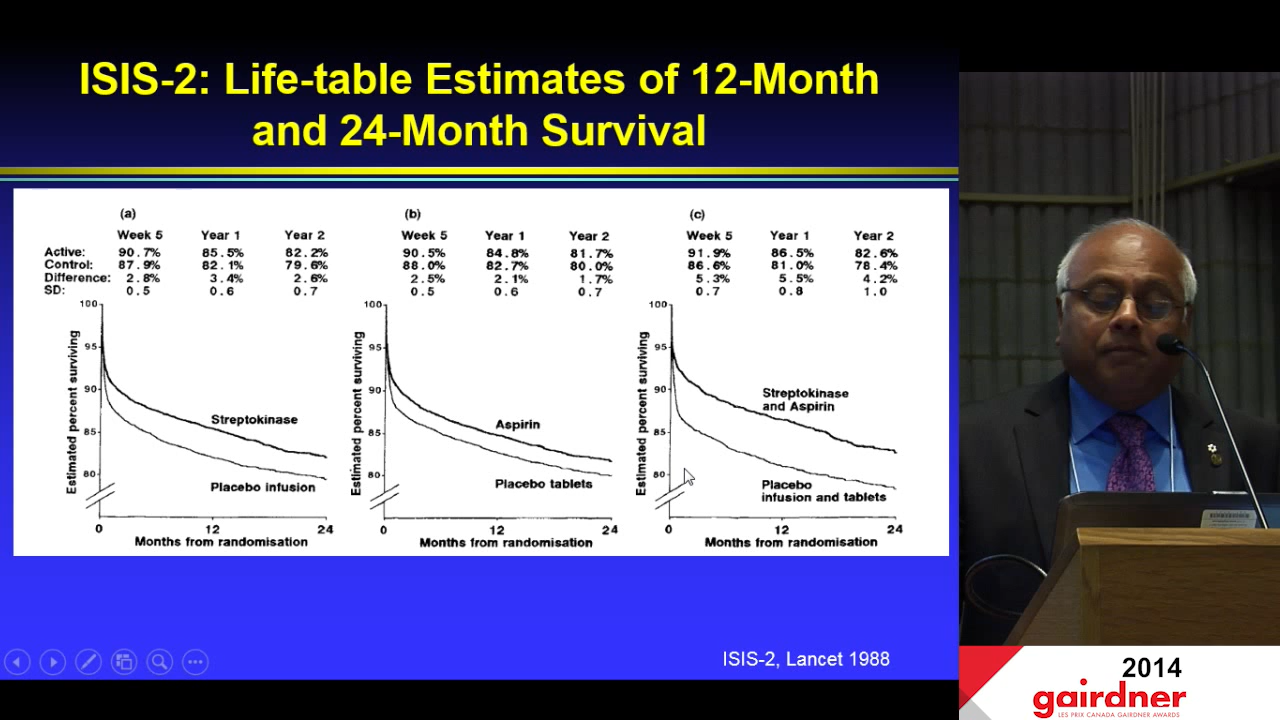 ISIS-2: Life-table Estimates of 12-Month
and 24-Month Survival
(a)
Week 5 Year 1 Year 2
Active: 90.7% 85.5% 82.2%
Control: 87.9% 82.1% 79.6%
Difference: 2.8% 3.4% 2.6%
SD: 0.5 0.6 0.7
100
95
90
85
80
Estimated percent surviving
Streptokinase
Placebo infusion
0 12 24
Months from randomisation
(b)
Week 5 Year 1 Year 2
90.5% 84.8% 81.7%
88.0% 82.7% 80.0%
2.5% 2.1% 1.7%
0.5 0.6 0.7
100
95
90
85
80
Estimated percent surviving
Aspirin
Placebo tablets
0 12 24
Months from randomisation
(c)
Week 5 Year 1 Year 2
91.9% 86.5% 82.6%
86.6% 81.0% 78.4%
5.3% 5.5% 4.2%
0.7 0.8 1.0
100
95
90
85
80
Estimated percent surviving
Streptokinase
and Aspirin
Placebo
infusion and tablets
0 12 24
Months from randomisation
ISIS-2, Lancet 1988
2014
gairdner
LES PRIX CANADA GAIRDNER AWARDS